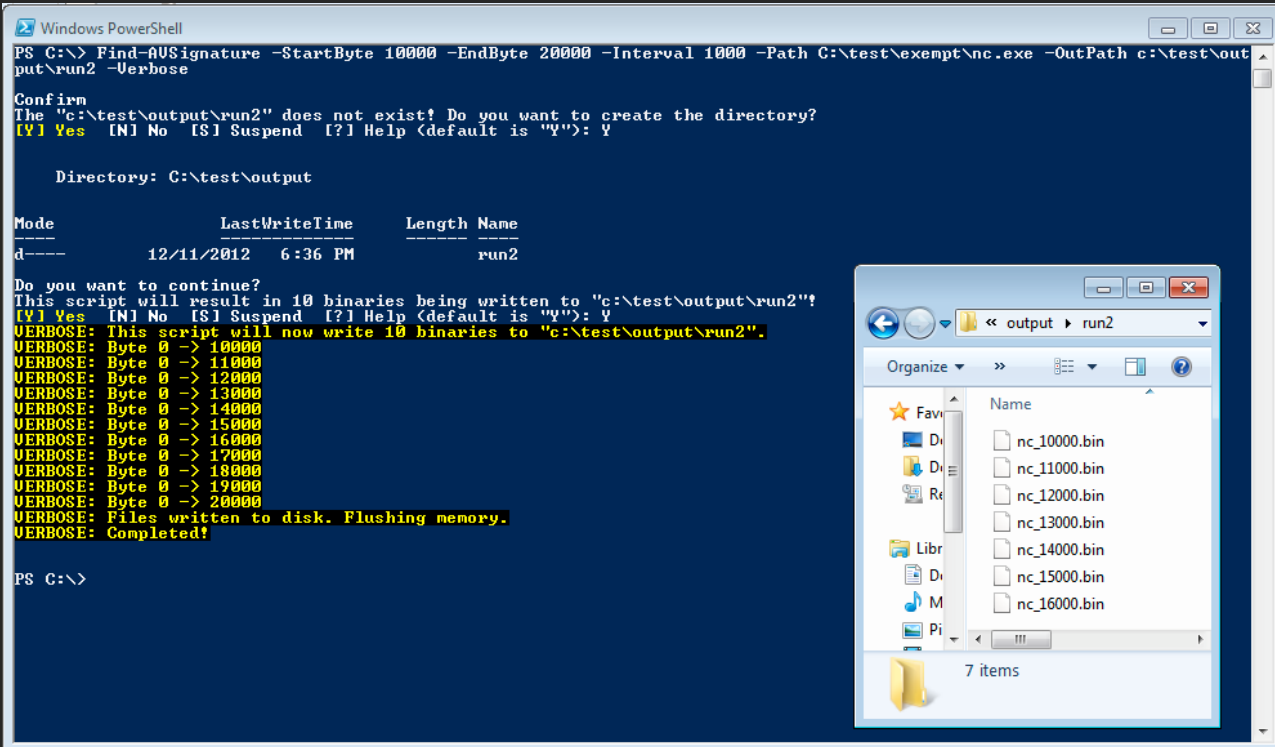 Windows PowerShell
PS C:\> Find-AVSignature -StartByte 10000 -EndByte 20000 -Interval 1000 -Path C:\test\exempt\nc.exe -OutPath c:\test\out
put\run2 -Verbose
Confirm
The "c:\test\output\run2" does not exist! Do you want to create the directory?
[Y] Yes  [N] No  [S] Suspend  [?] Help (default is "Y"): Y
Directory: C:\test\output
Mode LastWriteTime Length Name
---- ------------- ------ ----
d---- 12/11/2012 6:36 PM run2
Do you want to continue?
This script will result in 10 binaries being written to "c:\test\output\run2"!
[Y] Yes  [N] No  [S] Suspend  [?] Help (default is "Y"): Y
VERBOSE: This script will now write 10 binaries to "c:\test\output\run2".
VERBOSE: Byte 0 -> 10000
VERBOSE: Byte 0 -> 11000
VERBOSE: Byte 0 -> 12000
VERBOSE: Byte 0 -> 13000
VERBOSE: Byte 0 -> 14000
VERBOSE: Byte 0 -> 15000
VERBOSE: Byte 0 -> 16000
VERBOSE: Byte 0 -> 17000
VERBOSE: Byte 0 -> 18000
VERBOSE: Byte 0 -> 19000
VERBOSE: Byte 0 -> 20000
VERBOSE: Files written to disk. Flushing memory.
VERBOSE: Completed!
PS C:\>
« output ▸ run2
Organize »
Name
nc_10000.bin
nc_11000.bin
nc_12000.bin
nc_13000.bin
nc_14000.bin
nc_15000.bin
nc_16000.bin
Favo
De
Do
Re
Libr
Do
M
Pi
7 items